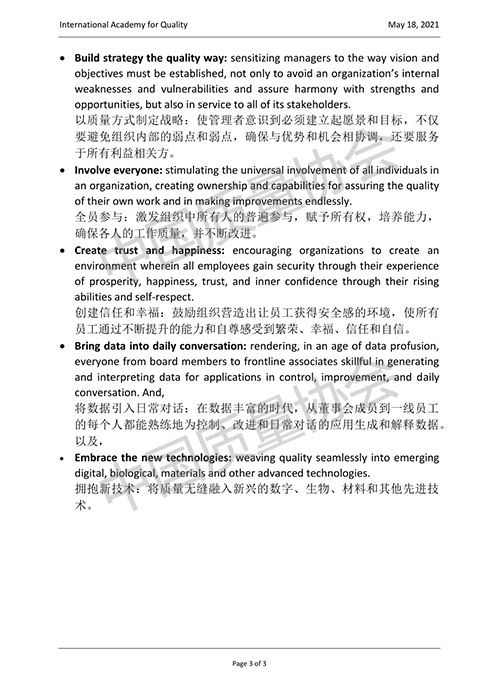 International Academy for Quality May 18, 2021
• Build strategy the quality way: sensitizing managers to the way vision and
objectives must be established, not only to avoid an organization's internal
weaknesses and vulnerabilities and assure harmony with strengths and
opportunities, but also in service to all of its stakeholders.
以质量方式制定战略：使管理者意识到必须建立起愿景和目标，不仅
要避免组织内部的弱点和弱点，确保与优势和机会相协调，还要服务
于所有利益相关方。
• Involve everyone: stimulating the universal involvement of all individuals in
an organization, creating ownership and capabilities for assuring the quality
of their own work and in making improvements endlessly.
全员参与：激发组织中所有人的普遍参与，赋予所有权，培养能力，
确保各人的工作质量，并不断改进。
• Create trust and happiness: encouraging organizations to create an
environment wherein all employees gain security through their experience
of prosperity, happiness, trust, and inner confidence through their rising
abilities and self-respect.
创建信任和幸福：鼓励组织营造出让员工获得安全感的环境，使所有
员工通过不断提升的能力和自尊感受到繁荣、幸福、信任和自信。
• Bring data into daily conversation: rendering, in an age of data profusion,
everyone from board members to frontline associates skillful in generating
and interpreting data for applications in control, improvement, and daily
conversation. And,
将数据引入日常对话：在数据丰富的时代，从董事会成员到一线员工
的每个人都能熟练地为控制、改进和日常对话的应用生成和解释数据。
以及，
• Embrace the new technologies: weaving quality seamlessly into emerging
digital, biological, materials and other advanced technologies.
拥抱新技术：将质量无缝融入新兴的数字、生物、材料和其他先进技
术。
中国质量协会
中国质量协会
Page 3 of 3